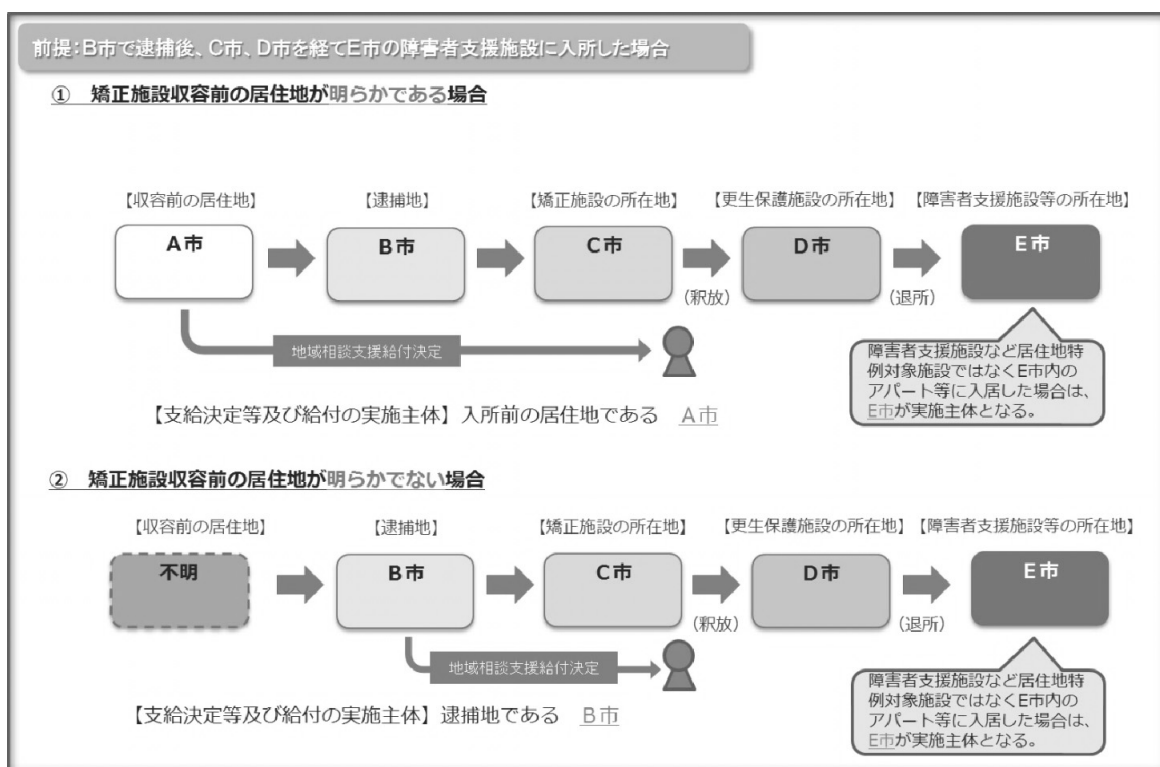 前提:B市で逮捕後、C市、D市を経てE市の障害者支援施設に入所した場合
① 矯正施設収容前の居住地が明らかである場合
【収容前の居住地】
【逮捕地】
【矯正施設の所在地】
【更生保護施設の所在地】
【障害者支援施設等の所在地】
A市
B市
C市
D市
E市
(釈放)
(退所)
地域相談支援給付決定
障害者支援施設など居住地特
例対象施設ではなくE市内の
アパート等に入居した場合は、
E市が実施主体となる。
【支給決定等及び給付の実施主体】入所前の居住地である A市
② 矯正施設収容前の居住地が明らかでない場合
【収容前の居住地】
【逮捕地】
【矯正施設の所在地】
【更生保護施設の所在地】
【障害者支援施設等の所在地】
不明
B市
C市
D市
E市
(釈放)
(退所)
地域相談支援給付決定
障害者支援施設など居住地特
例対象施設ではなくE市内の
アパート等に入居した場合は、
E市が実施主体となる。
【支給決定等及び給付の実施主体】逮捕地である B市